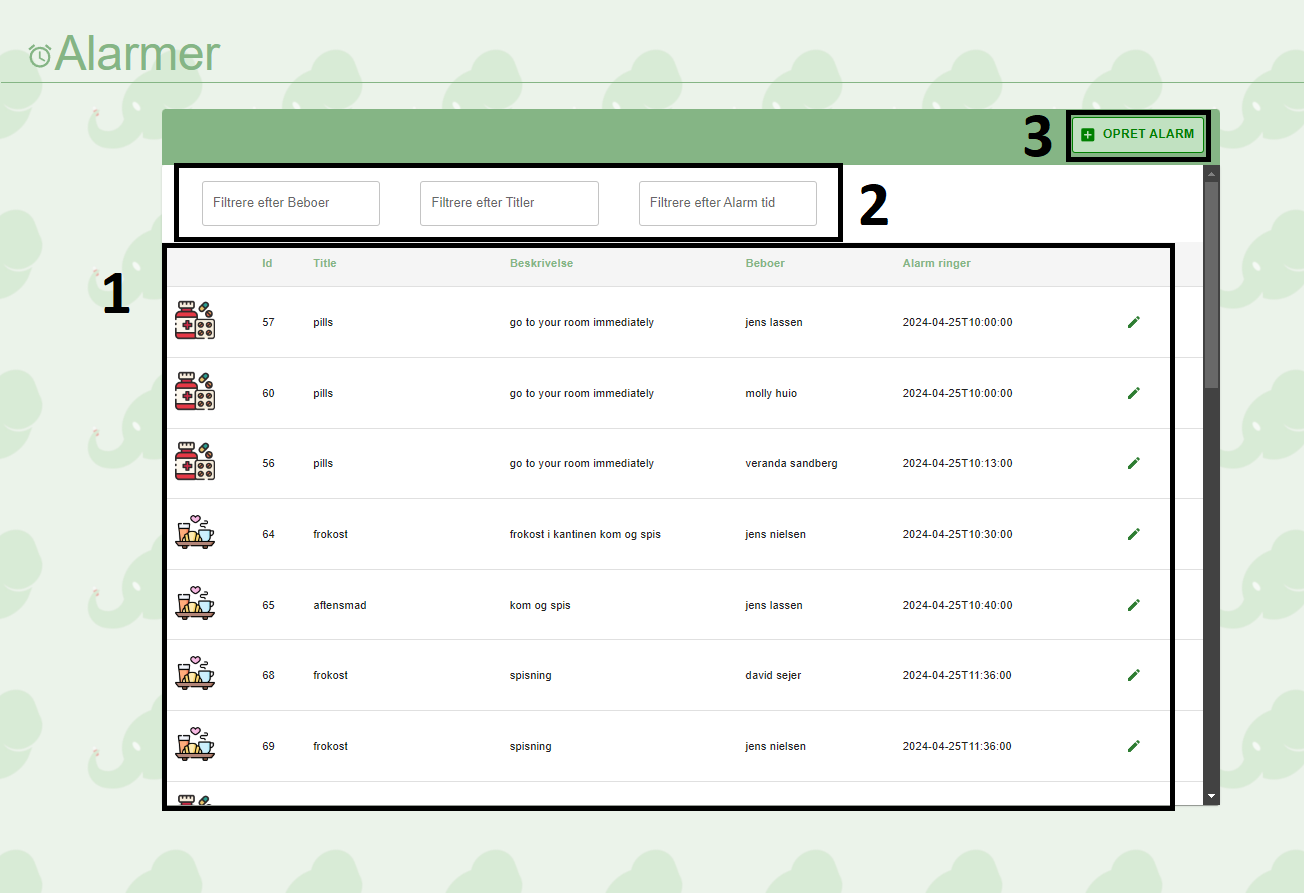 Alarmer
3
OPRET ALARM
Filtrere efter Beboer Filtrere efter Titler Filtrere efter Alarm tid
2
1
Id Title Beskrivelse Beboer Alarm ringer
57 pills go to your room immediately jens lassen 2024-04-25T10:00:00
60 pills go to your room immediately molly huio 2024-04-25T10:00:00
56 pills go to your room immediately veranda sandberg 2024-04-25T10:13:00
64 frokost frokost i kantinen kom og spis jens nielsen 2024-04-25T10:30:00
65 aftensmad kom og spis jens lassen 2024-04-25T10:40:00
68 frokost spisning david sejer 2024-04-25T11:36:00
69 frokost spisning jens nielsen 2024-04-25T11:36:00